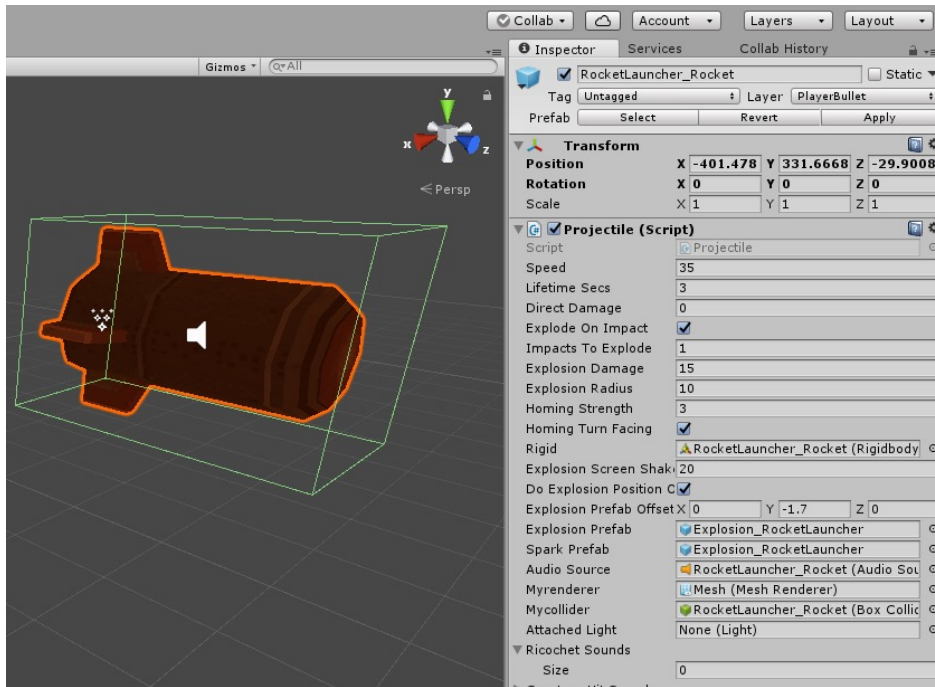 Collab Account Layers Layout
Inspector Services Collab History
Gizmos All
RocketLauncher_Rocket Static
Tag Untagged Layer PlayerBullet
Prefab Select Revert Apply
Transform
Position X -401.478 Y 331.6668 Z -29.9008
Rotation X 0 Y 0 Z 0
Scale X 1 Y 1 Z 1
y
x
z
Persp
Projectile (Script)
Script Projectile
Speed 35
Lifetime Secs 3
Direct Damage 0
Explode On Impact
Impacts To Explode 1
Explosion Damage 15
Explosion Radius 10
Homing Strength 3
Homing Turn Facing
Rigid RocketLauncher_Rocket (Rigidbody
Explosion Screen Shak 20
Do Explosion Position C
Explosion Prefab Offset X 0 Y -1.7 Z 0
Explosion Prefab Explosion_RocketLauncher
Spark Prefab Explosion_RocketLauncher
Audio Source RocketLauncher_Rocket (Audio Sou
Myrenderer Mesh (Mesh Renderer)
Mycollider RocketLauncher_Rocket (Box Collic
Attached Light None (Light)
Ricochet Sounds
Size 0